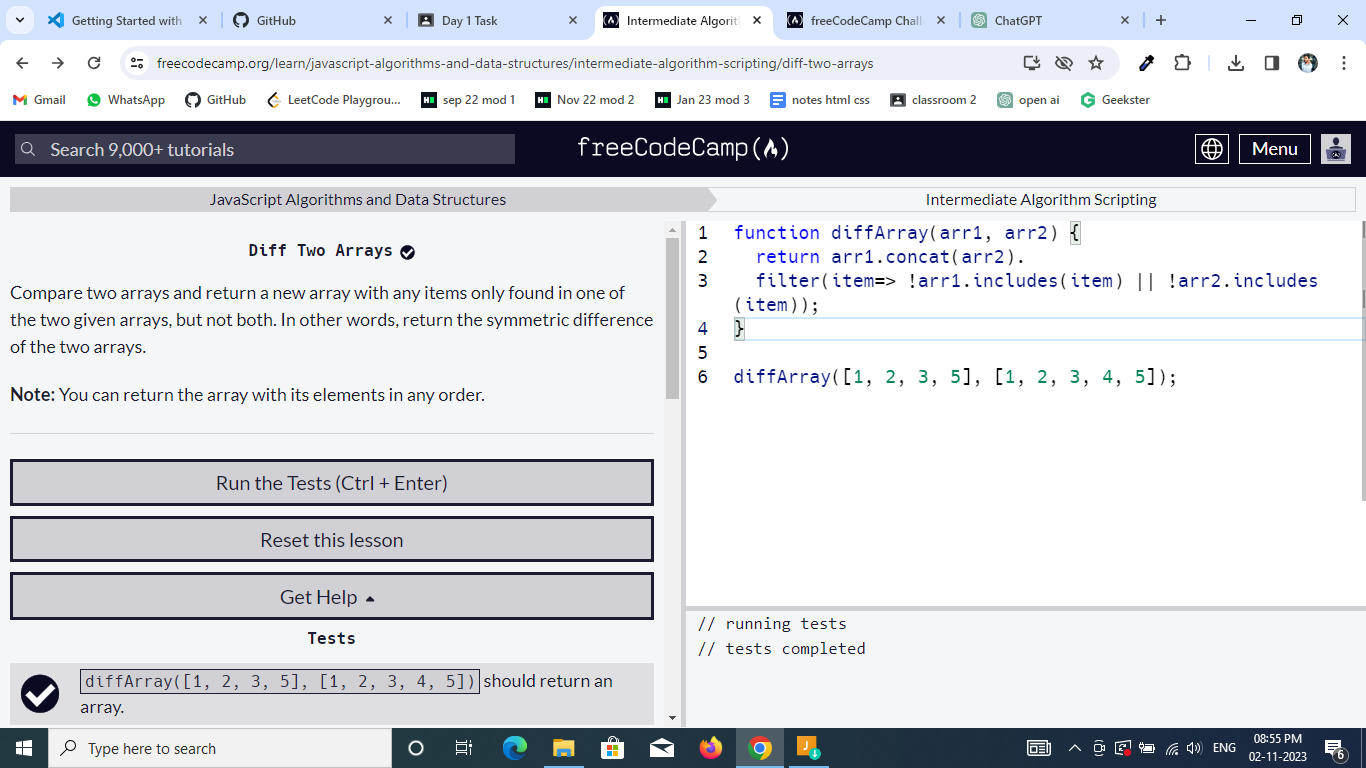 Getting Started with
GitHub
Day 1 Task
Intermediate Algorit
freeCodeCamp Chall
ChatGPT
freecodecamp.org/learn/javascript-algorithms-and-data-structures/intermediate-algorithm-scripting/diff-two-arrays
Gmail
WhatsApp
GitHub
LeetCode Playgrou...
sep 22 mod 1
Nov 22 mod 2
Jan 23 mod 3
notes html css
classroom 2
open ai
Geekster
Search 9,000+ tutorials
freeCodeCamp
Menu
JavaScript Algorithms and Data Structures
Intermediate Algorithm Scripting
Diff Two Arrays
Compare two arrays and return a new array with any items only found in one of
the two given arrays, but not both. In other words, return the symmetric difference
of the two arrays.
Note: You can return the array with its elements in any order.
Run the Tests (Ctrl + Enter)
Reset this lesson
Get Help
Tests
diffArray([1, 2, 3, 5], [1, 2, 3, 4, 5]) should return an
array.
1 function diffArray(arr1, arr2) {
2 return arr1.concat(arr2).
3 filter(item=> !arr1.includes(item) || !arr2.includes
(item));
4 }
5
6 diffArray([1, 2, 3, 5], [1, 2, 3, 4, 5]);
// running tests
// tests completed
Type here to search
ENG
08:55 PM
02-11-2023
6